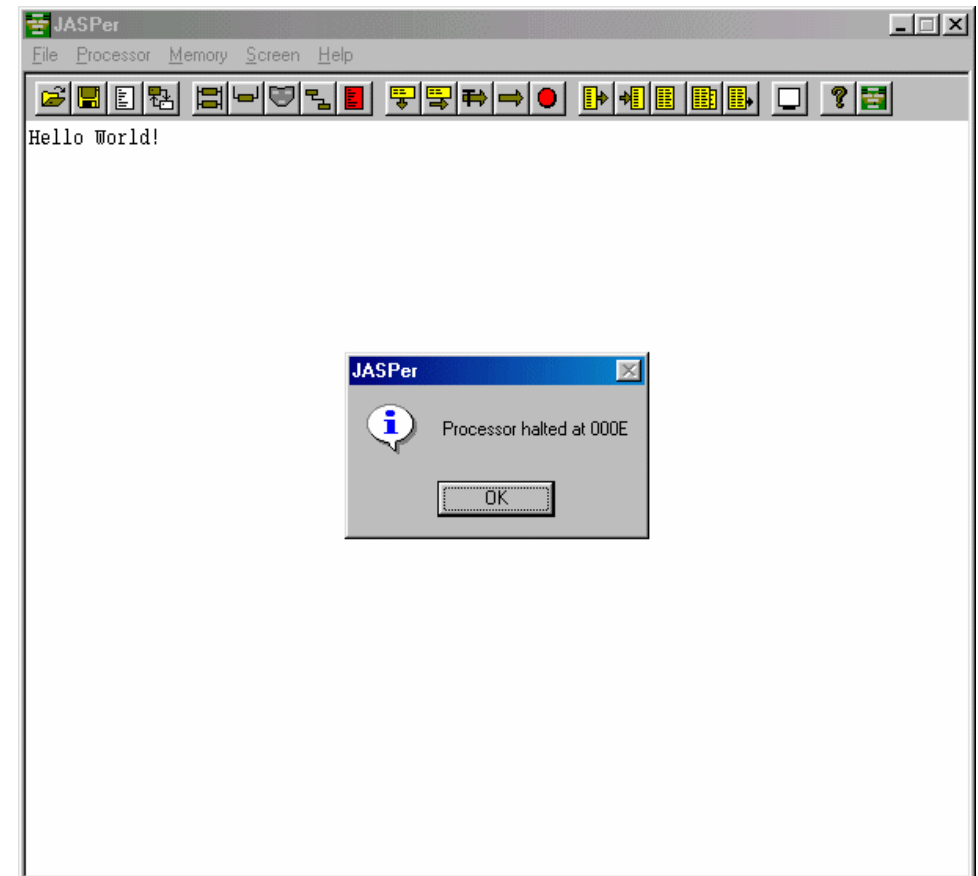 JASPer
File Processor Memory Screen Help
Hello World!
JASPer
Processor halted at 000E
OK